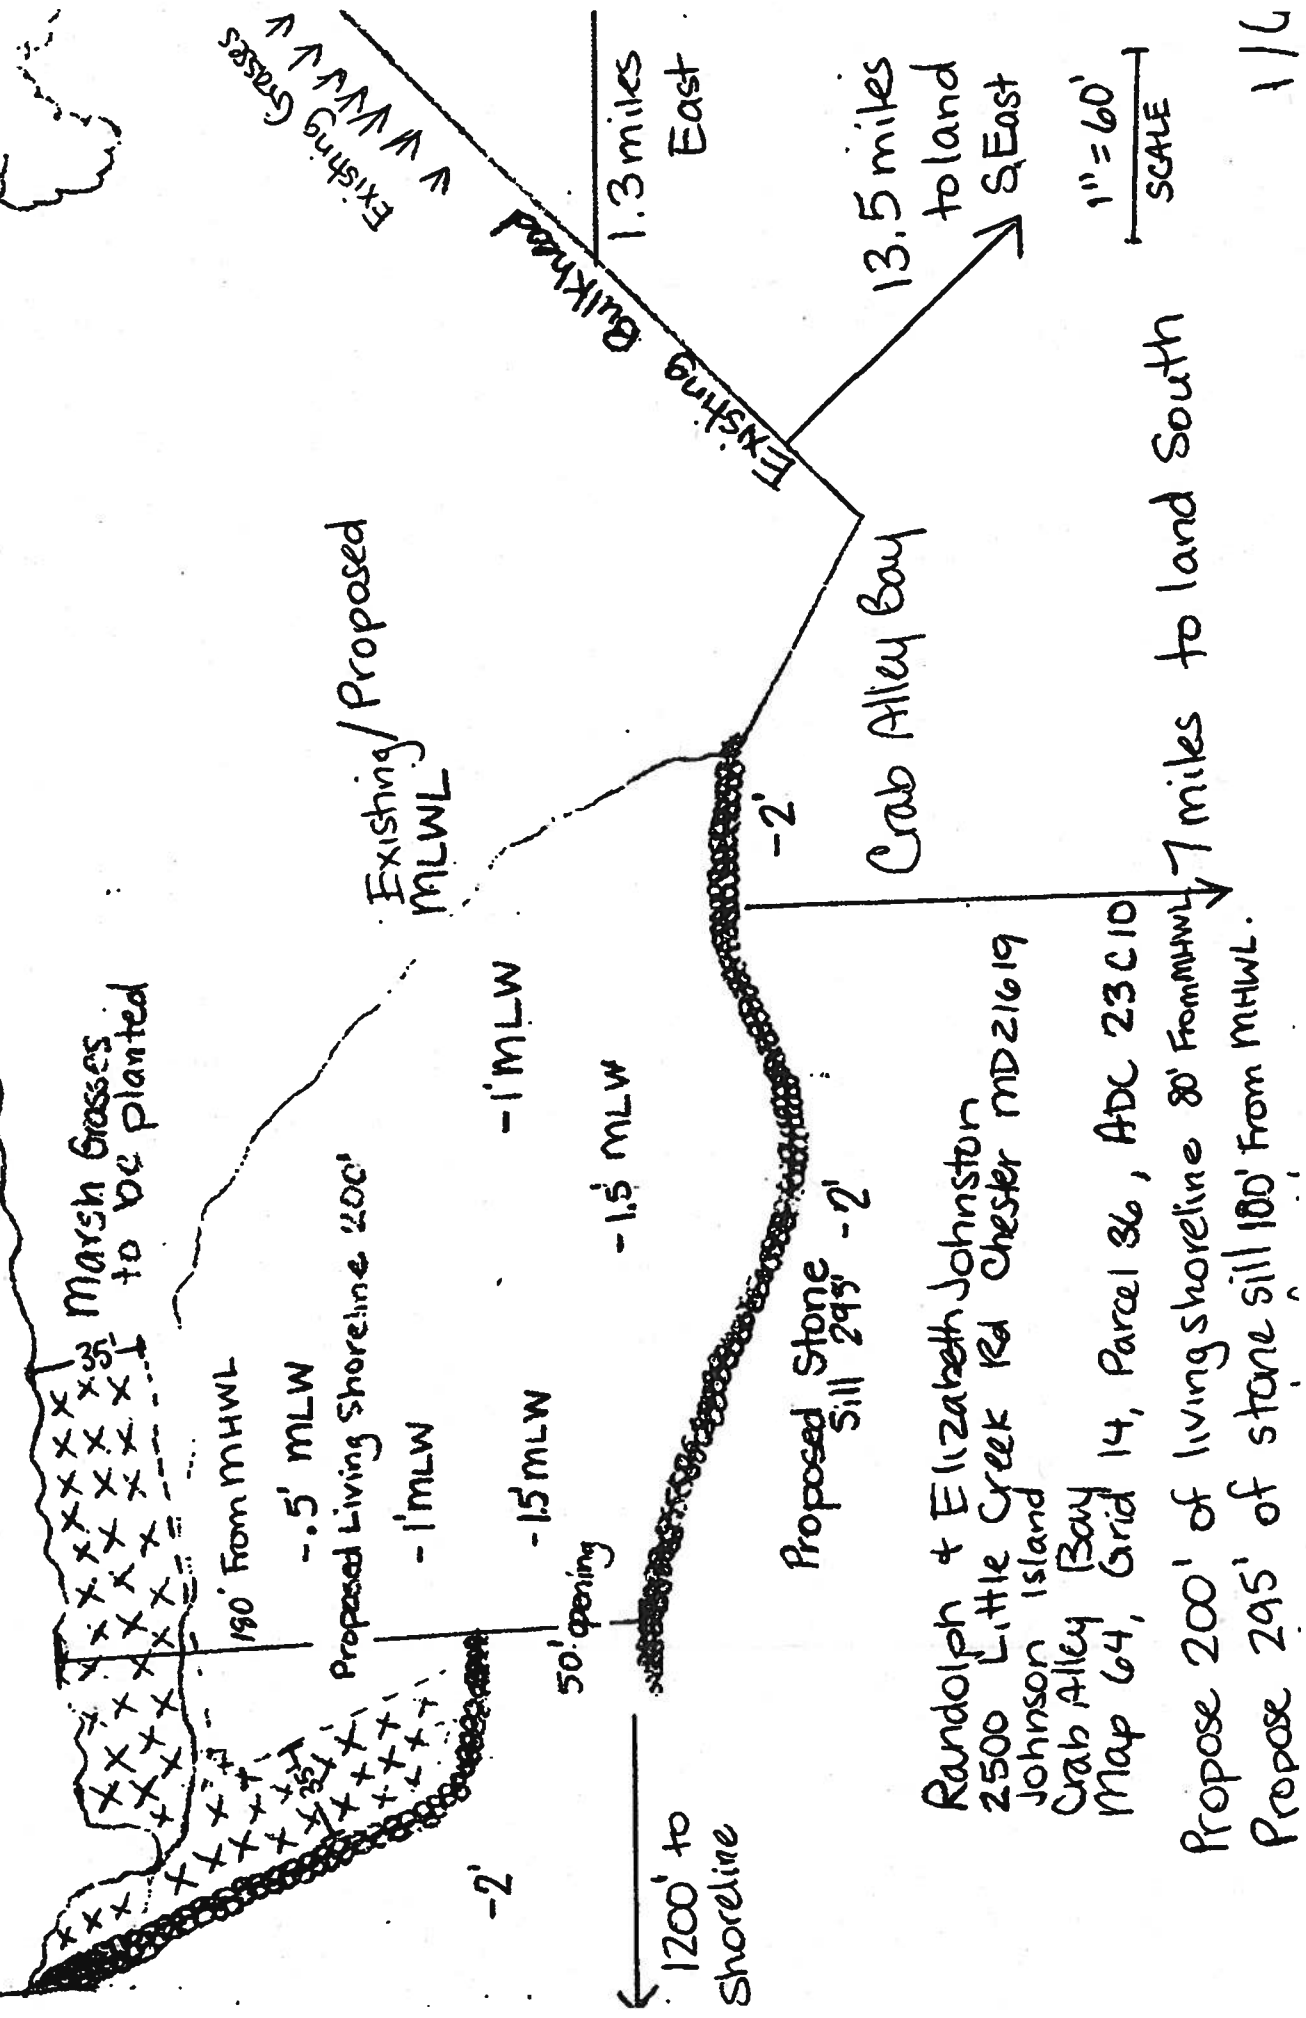 Existing Grasses
Marsh Grasses
to be planted
35'
Existing/Proposed
MLWL
Existing Bulkhead
1.3 miles
East
180' From MHWL
-.5' MLW
Proposed Living Shoreline 200'
-1' MLW
-1' MLW
-1.5' MLW
-1.5' MLW
35'
50' opening
-2'
-2'
-2'
1200' to
shoreline
Proposed Stone
Sill 295'
Crab Alley Bay
13.5 miles
to land
S. East
Randolph + Elizabeth Johnston
2500 Little Creek Rd Chester MD 21619
Johnson Island
Crab Alley Bay
Map 64, Grid 14, Parcel 36, ADC 23 C10
7 miles to land South
1" = 60'
SCALE
Propose 200' of living shoreline 80' From MHWL
Propose 295' of stone sill 180' From MHWL.